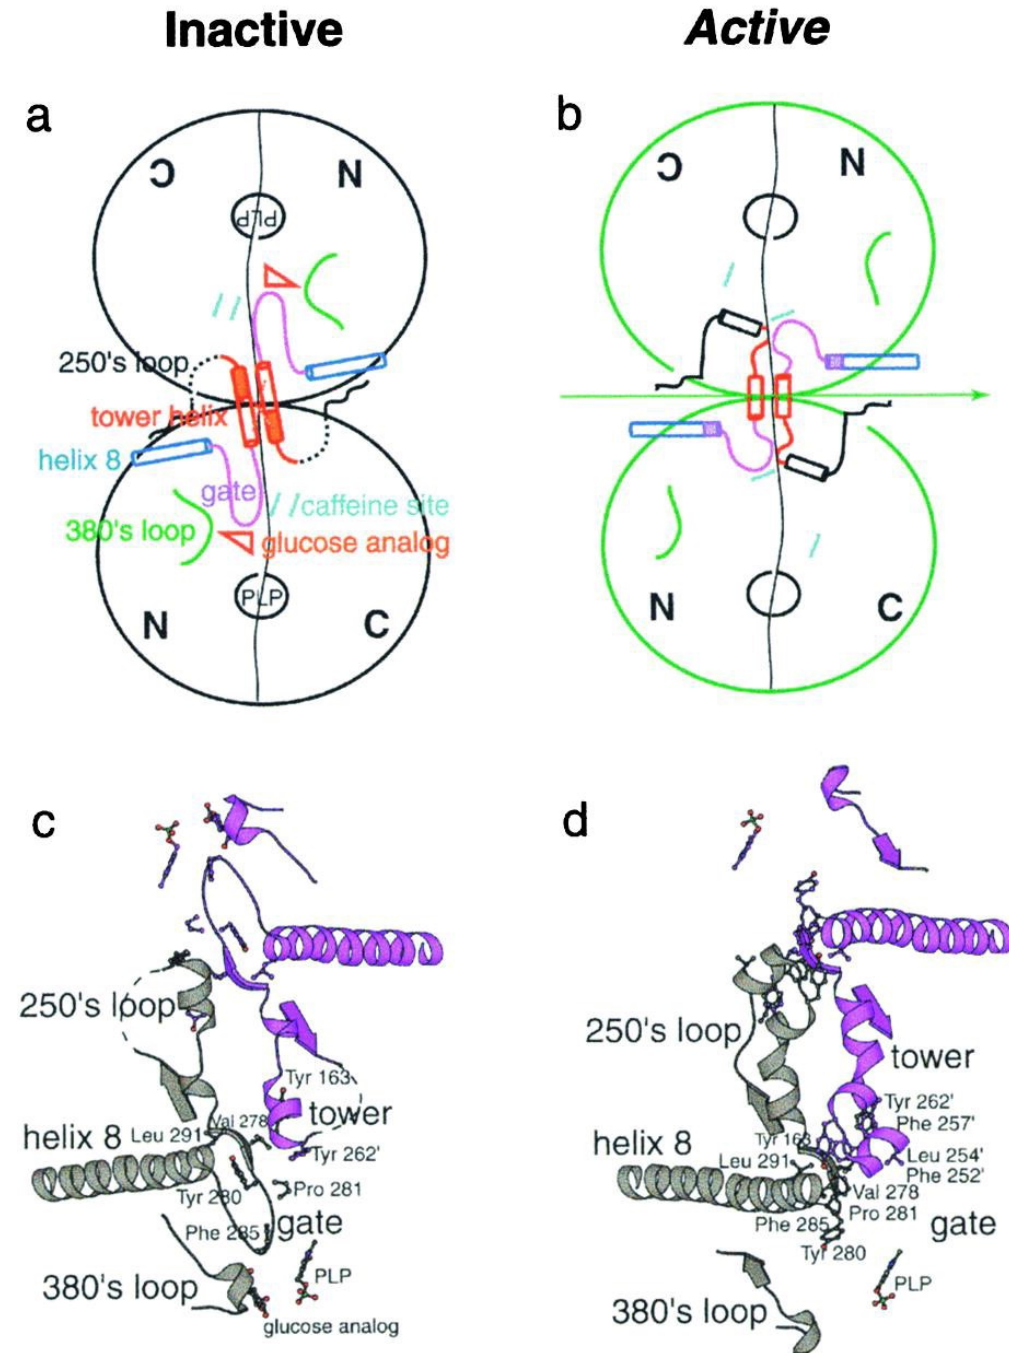 Inactive
Active
a
b
C
N
PLP
250's loop
tower helix
helix 8
gate
caffeine site
380's loop
glucose analog
PLP
N
C
C
N
N
C
c
d
250's loop
Tyr 163
tower
helix 8
Leu 291
Val 278
Tyr 262'
Tyr 280
Pro 281
Phe 285
gate
380's loop
PLP
glucose analog
250's loop
tower
Tyr 262'
Phe 257'
helix 8
Tyr 163
Leu 291
Leu 254'
Phe 252'
Val 278
Pro 281
Phe 285
gate
Tyr 280
PLP
380's loop